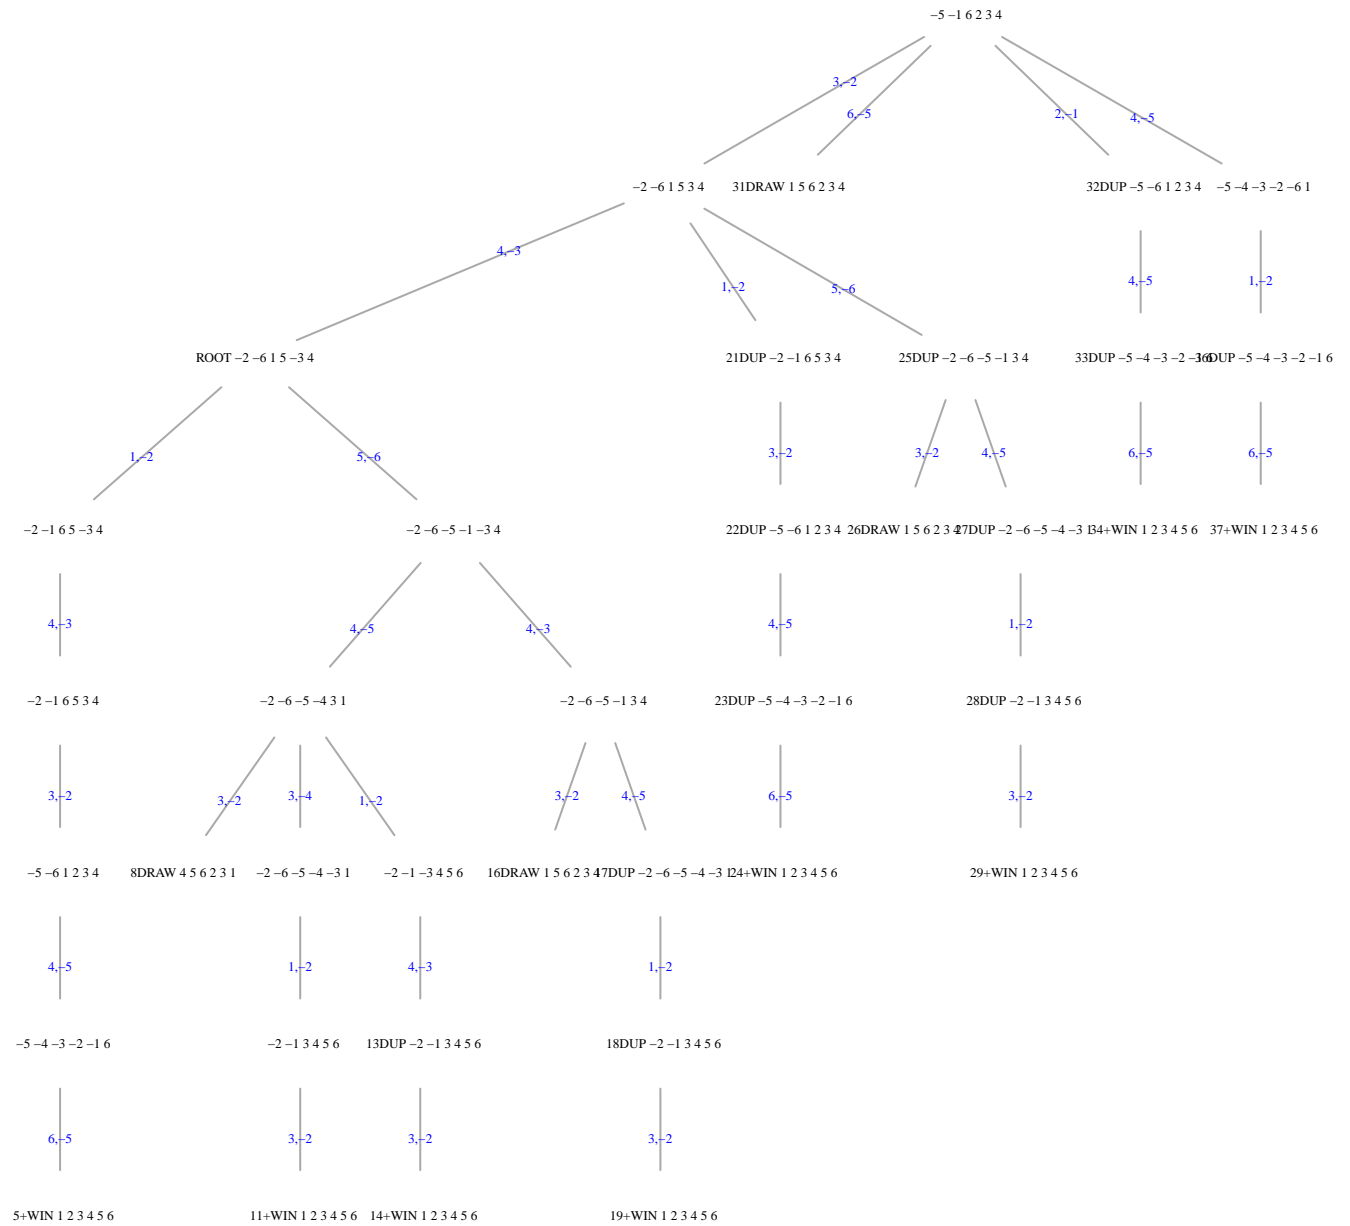 −5 −1 6 2 3 4
3,−2
6,−5
2,−1
4,−5
−2 −6 1 5 3 4
31DRAW 1 5 6 2 3 4
32DUP −5 −6 1 2 3 4
−5 −4 −3 −2 −6 1
4,−3
1,−2
5,−6
4,−5
1,−2
ROOT −2 −6 1 5 −3 4
21DUP −2 −1 6 5 3 4
25DUP −2 −6 −5 −1 3 4
33DUP −5 −4 −3 −2 −1 6
36DUP −5 −4 −3 −2 −1 6
1,−2
5,−6
3,−2
3,−2
4,−5
6,−5
6,−5
−2 −1 6 5 −3 4
−2 −6 −5 −1 −3 4
22DUP −5 −6 1 2 3 4
26DRAW 1 5 6 2 3 4
27DUP −2 −6 −5 −4 −3 1
34+WIN 1 2 3 4 5 6
37+WIN 1 2 3 4 5 6
4,−3
4,−5
4,−3
4,−5
1,−2
−2 −1 6 5 3 4
−2 −6 −5 −4 3 1
−2 −6 −5 −1 3 4
23DUP −5 −4 −3 −2 −1 6
28DUP −2 −1 3 4 5 6
3,−2
3,−2
3,−4
1,−2
3,−2
4,−5
6,−5
3,−2
−5 −6 1 2 3 4
8DRAW 4 5 6 2 3 1
−2 −6 −5 −4 −3 1
−2 −1 −3 4 5 6
16DRAW 1 5 6 2 3 4
17DUP −2 −6 −5 −4 −3 1
24+WIN 1 2 3 4 5 6
29+WIN 1 2 3 4 5 6
4,−5
1,−2
4,−3
1,−2
−5 −4 −3 −2 −1 6
−2 −1 3 4 5 6
13DUP −2 −1 3 4 5 6
18DUP −2 −1 3 4 5 6
6,−5
3,−2
3,−2
3,−2
5+WIN 1 2 3 4 5 6
11+WIN 1 2 3 4 5 6
14+WIN 1 2 3 4 5 6
19+WIN 1 2 3 4 5 6